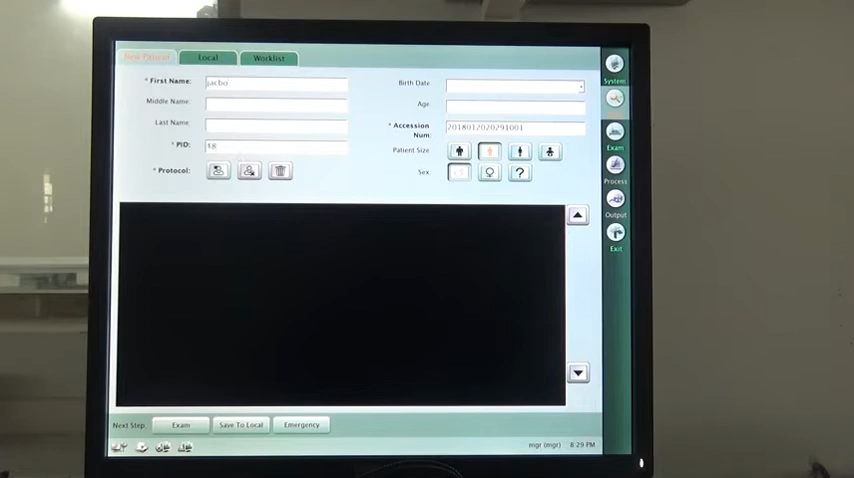 New Patient Local Worklist
* First Name: jacbo
Middle Name:
Last Name:
* PID: 18
* Protocol:
Birth Date
Age
* Accession Num: 2018012020291001
Patient Size
Sex
?
System
Exam
Process
Output
Exit
Next Step: Exam Save To Local Emergency
mgr (mgt) 8:29 PM